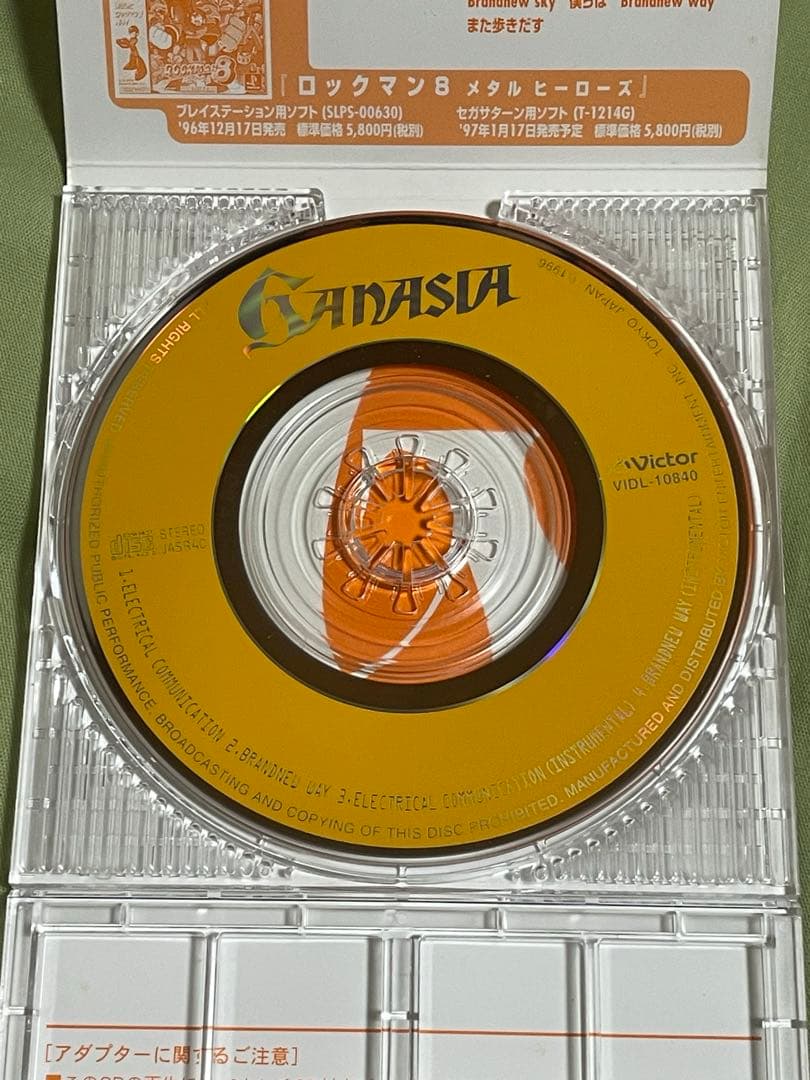 Brandnew sky 僕らは Brandnew way
また歩きだす
『ロックマン8 メタル ヒーローズ』
プレイステーション用ソフト(SLPS-00630)
'96年12月17日発売 標準価格5,800円(税別)
セガサターン用ソフト(T-1214G)
'97年1月17日発売予定 標準価格5,800円(税別)
GANASIA
Victor
VIDL-10840
STEREO
JASRAC
1.ELECTRICAL COMMUNICATION 2.BRANDNEW WAY 3.ELECTRICAL COMMUNICATION(INSTRUMENTAL) 4.BRANDNEW WAY(INSTRUMENTAL)
RIGHTS RESERVED. UNAUTHORIZED PUBLIC PERFORMANCE. BROADCASTING AND COPYING OF THIS DISC PROHIBITED. MANUFACTURED AND DISTRIBUTED BY VICTOR ENTERTAINMENT INC. TOKYO JAPAN 1996
[アダプターに関するご注意]